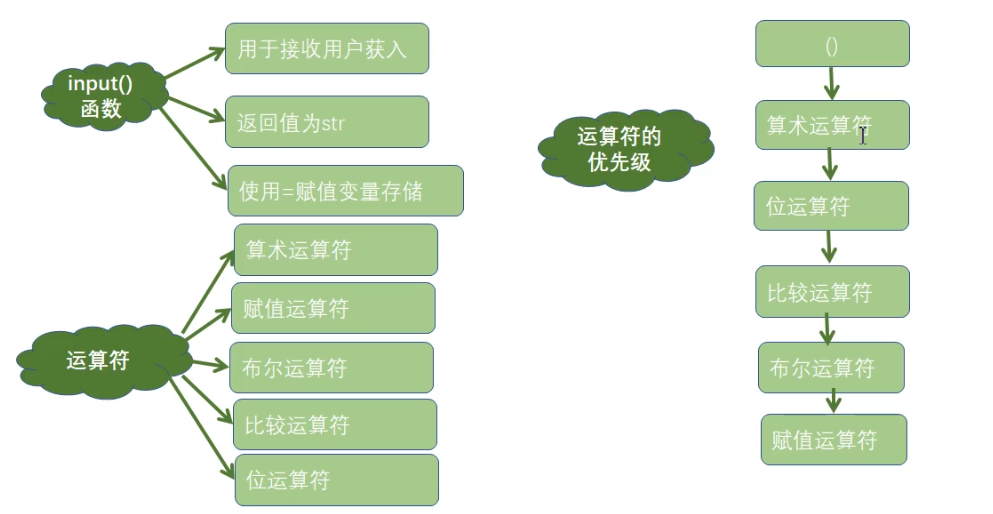 input()
函数
用于接收用户获入
返回值为str
使用=赋值变量存储
运算符
算术运算符
赋值运算符
布尔运算符
比较运算符
位运算符
运算符的
优先级
()
算术运算符
位运算符
比较运算符
布尔运算符
赋值运算符